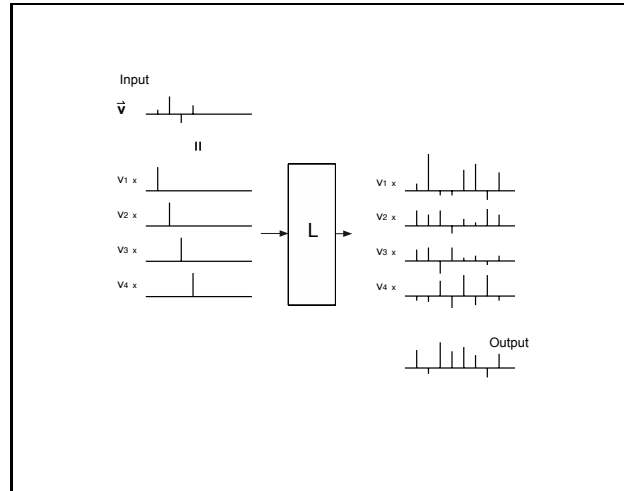 Input
v⃗
=
v1 x
v2 x
v3 x
v4 x
L
v1 x
v2 x
v3 x
v4 x
Output